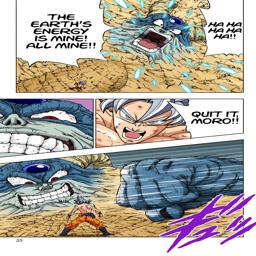 THE
EARTH'S
ENERGY
IS MINE!
ALL MINE!!
HA HA
HA HA
HA!!
QUIT IT,
MORO!!